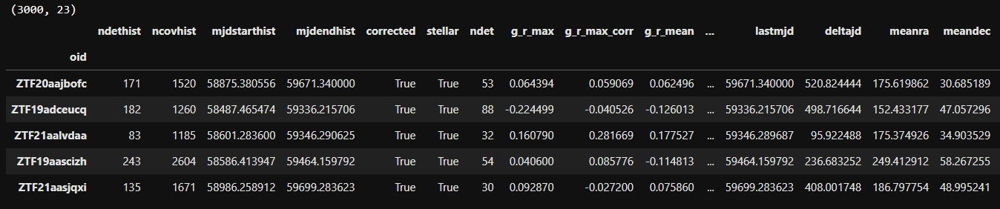 (3000, 23)
ndethist ncovhist mjdstarthist mjdendhist corrected stellar ndet g_r_max g_r_max_corr g_r_mean ... lastmjd deltajd meanra meandec
oid
ZTF20aajbofc 171 1520 58875.380556 59671.340000 True True 53 0.064394 0.059069 0.062496 ... 59671.340000 520.824444 175.619862 30.685189
ZTF19adceucq 182 1260 58487.465474 59336.215706 True True 88 -0.224499 -0.040526 -0.126013 ... 59336.215706 498.716644 152.433177 47.057296
ZTF21aalvdaa 83 1185 58601.283600 59346.290625 True True 32 0.160790 0.281669 0.177527 ... 59346.289687 95.922488 175.374926 34.903529
ZTF19aascizh 243 2604 58586.413947 59464.159792 True True 54 0.040600 0.085776 -0.114813 ... 59464.159792 236.683252 249.412912 58.267255
ZTF21aasjqxi 135 1671 58986.258912 59699.283623 True True 30 0.092870 -0.027200 0.075860 ... 59699.283623 408.001748 186.797754 48.995241